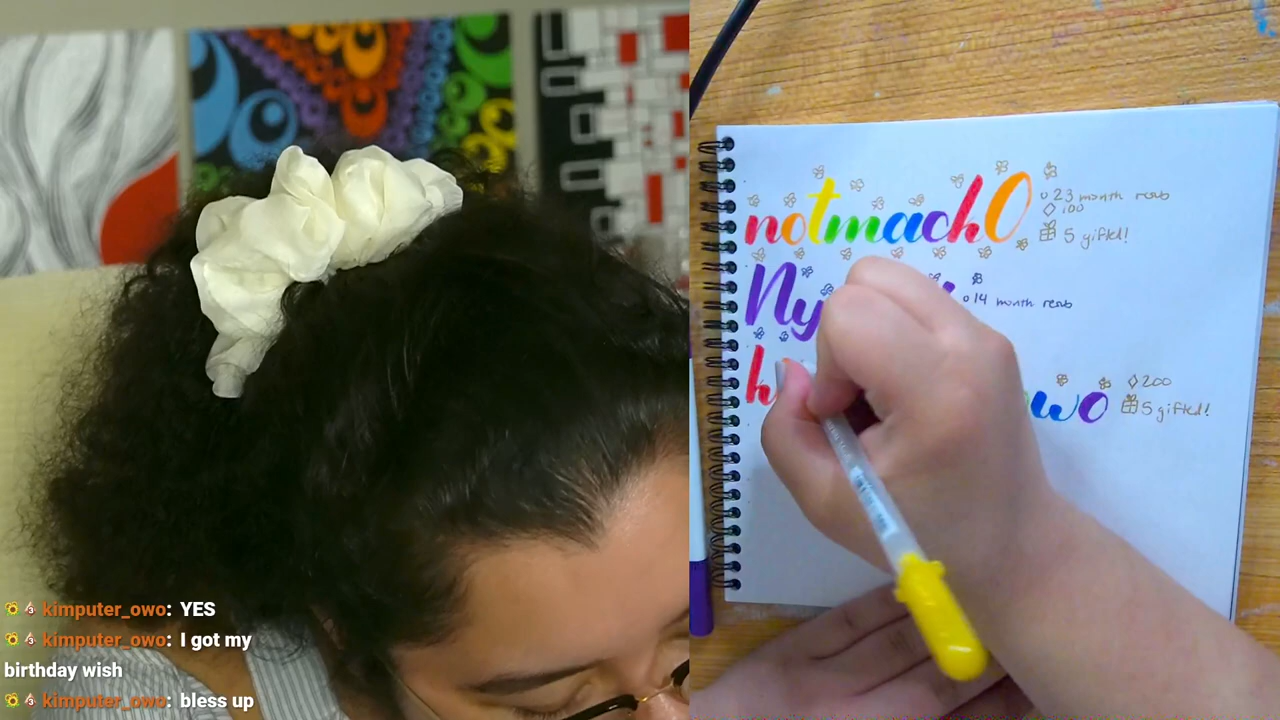 kimputer_owo: YES
kimputer_owo: I got my
birthday wish
kimputer_owo: bless up
notmachO
23 month resub
100
5 gifted!
Ny
14 month resub
200
owo
5 gifted!